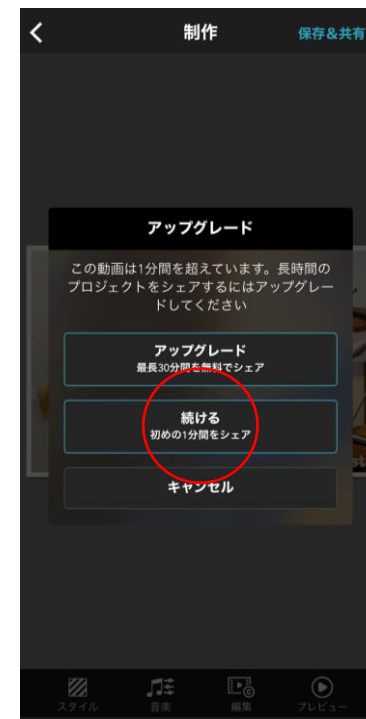 制作
保存＆共有
アップグレード
この動画は1分間を超えています。長時間の
プロジェクトをシェアするにはアップグレー
ドしてください
アップグレード
最長30分間を無料でシェア
続ける
初めの1分間をシェア
キャンセル
st
スタイル
音楽
編集
プレビュー